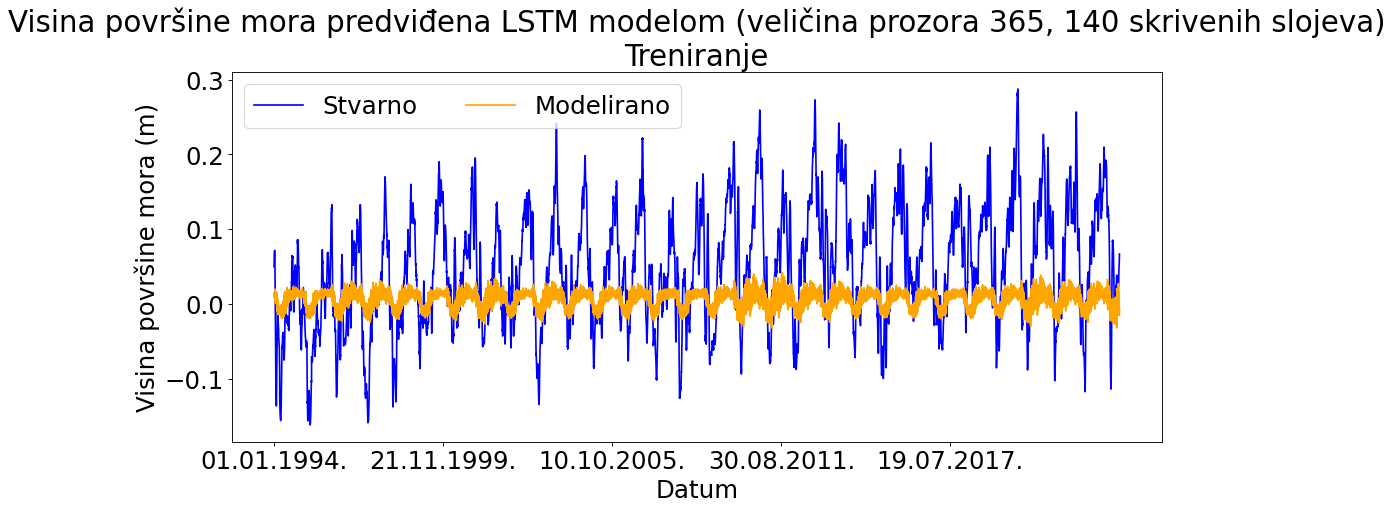 Visina površine mora predviđena LSTM modelom (veličina prozora 365, 140 skrivenih slojeva)
Treniranje
Stvarno
Modelirano
Visina površine mora (m)
0.3
0.2
0.1
0.0
−0.1
01.01.1994.
21.11.1999.
10.10.2005.
30.08.2011.
19.07.2017.
Datum